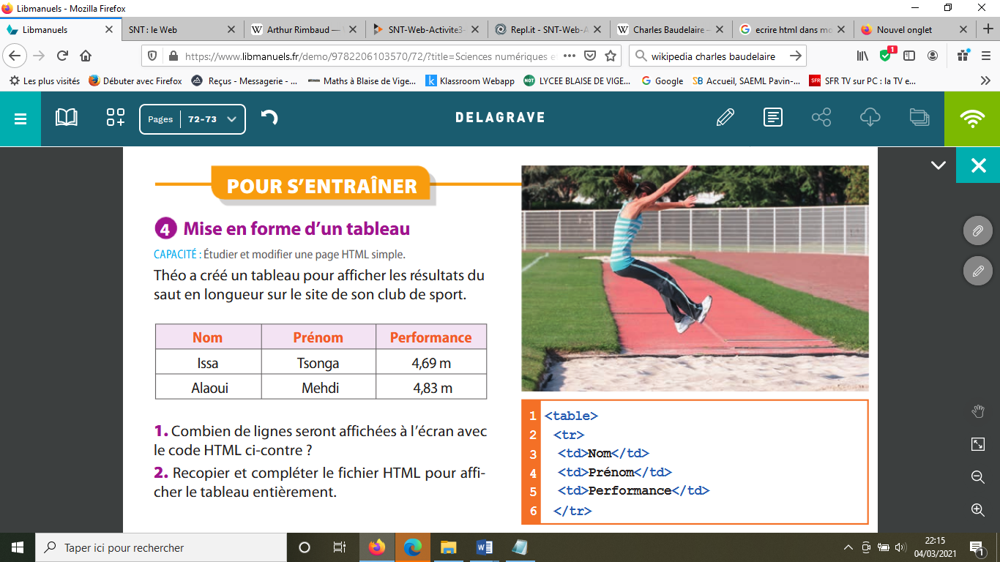 Libmanuels - Mozilla Firefox
Libmanuels
SNT : le Web
Arthur Rimbaud —
SNT-Web-Activite3-
Repl.it - SNT-Web-A
Charles Baudelaire –
ecrire html dans mo
Nouvel onglet
https://www.libmanuels.fr/demo/9782206103570/72/?title=Sciences numériques e
wikipedia charles baudelaire
1
Les plus visités
Débuter avec Firefox
Reçus - Messagerie - ...
Maths à Blaise de Vige...
Klassroom Webapp
LYCEE BLAISE DE VIGE...
Google
Accueil, SAEML Pavin-...
SFR TV sur PC : la TV e...
Pages 72-73
DELAGRAVE
POUR S'ENTRAÎNER
4 Mise en forme d'un tableau
CAPACITÉ : Étudier et modifier une page HTML simple.
Théo a créé un tableau pour afficher les résultats du
saut en longueur sur le site de son club de sport.
Nom Prénom Performance
Issa Tsonga 4,69 m
Alaoui Mehdi 4,83 m
1. Combien de lignes seront affichées à l'écran avec
le code HTML ci-contre ?
2. Recopier et compléter le fichier HTML pour affi-
cher le tableau entièrement.
1 <table>
2 <tr>
3 <td>Nom</td>
4 <td>Prénom</td>
5 <td>Performance</td>
6 </tr>
Taper ici pour rechercher
22:15
04/03/2021
1